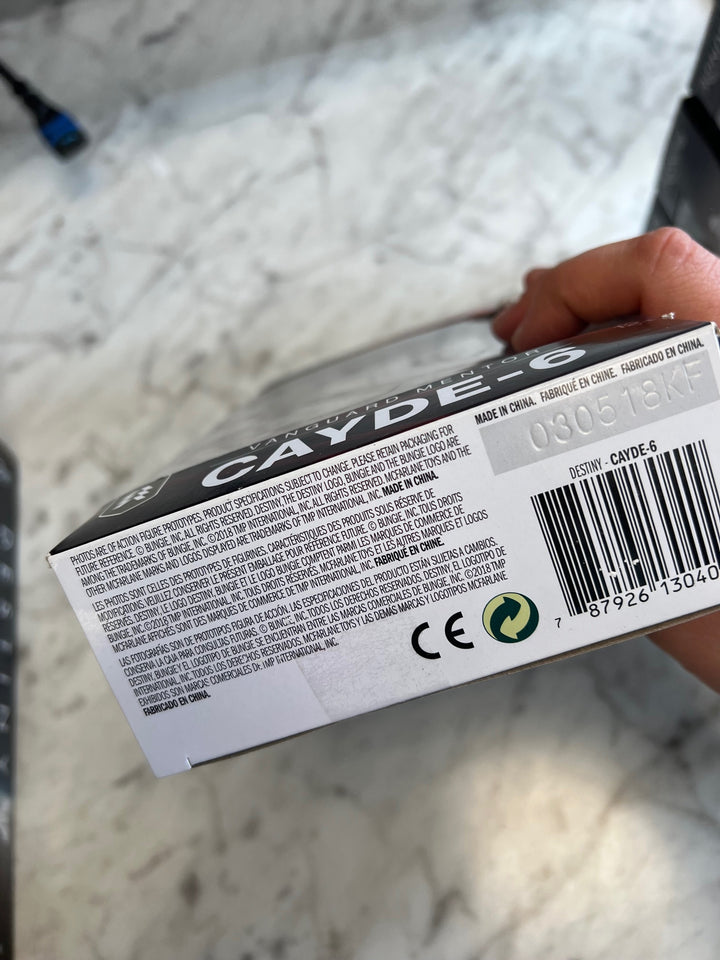 VANGUARD MENTOR
CAYDE-6
PHOTOS ARE OF ACTION FIGURE PROTOTYPES. PRODUCT SPECIFICATIONS SUBJECT TO CHANGE. PLEASE RETAIN PACKAGING FOR
FUTURE REFERENCE. © BUNGIE INC. ALL RIGHTS RESERVED. DESTINY, THE DESTINY LOGO, BUNGIE AND THE BUNGIE LOGO ARE
AMONG THE TRADEMARKS OF BUNGIE, INC. ©2018 TMP INTERNATIONAL, INC. ALL RIGHTS RESERVED. MCFARLANE TOYS AND THE
OTHER MCFARLANE MARKS AND LOGOS DISPLAYED ARE TRADEMARKS OF TMP INTERNATIONAL, INC. MADE IN CHINA.
LES PHOTOS SONT CELLES DES PROTOTYPES DE FIGURINES. CARACTÉRISTIQUES DES PRODUITS SOUS RÉSERVE DE
MODIFICATIONS. VEUILLEZ CONSERVER LE PRÉSENT EMBALLAGE POUR RÉFÉRENCE FUTURE. © BUNGIE, INC. TOUS DROITS
RÉSERVÉS. DESTINY, LE LOGO DESTINY, BUNGIE ET LE LOGO BUNGIE COMPTENT PARMI LES MARQUES DE COMMERCE DE
BUNGIE, INC. ©2018 TMP INTERNATIONAL, INC. TOUS DROITS RÉSERVÉS. MCFARLANE TOYS ET LES AUTRES MARQUES ET LOGOS
MCFARLANE AFFICHÉS SONT DES MARQUES DE COMMERCE DE TMP INTERNATIONAL, INC. FABRIQUÉ EN CHINE.
LAS FOTOGRAFÍAS SON DE PROTOTIPOS FIGURA DE ACCIÓN. LAS ESPECIFICACIONES DEL PRODUCTO ESTÁN SUJETAS A CAMBIOS.
CONSERVA LA CAJA PARA CONSULTAS FUTURAS. © BUNGIE, INC. TODOS LOS DERECHOS RESERVADOS. DESTINY, EL LOGOTIPO DE
DESTINY, BUNGIE Y EL LOGOTIPO DE BUNGIE SE ENCUENTRAN ENTRE LAS MARCAS COMERCIALES DE BUNGIE, INC. ©2018 TMP
INTERNATIONAL, INC. TODOS LOS DERECHOS RESERVADOS. MCFARLANE TOYS Y LAS DEMÁS MARCAS Y LOGOTIPOS MCFARLANE
EXHIBIDOS SON MARCAS COMERCIALES DE TMP INTERNATIONAL, INC.
FABRICADO EN CHINA.
MADE IN CHINA. FABRIQUÉ EN CHINE. FABRICADO EN CHINA.
030518KF
DESTINY - CAYDE-6
7 87926 13040
CE